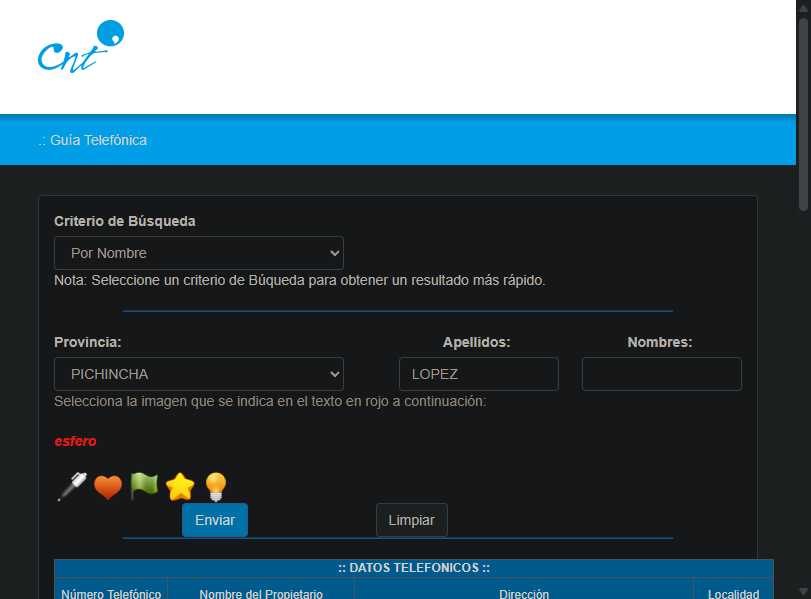 Cnt
.: Guía Telefónica
Criterio de Búsqueda
Por Nombre
Nota: Seleccione un criterio de Búqueda para obtener un resultado más rápido.
Provincia: Apellidos: Nombres:
PICHINCHA LOPEZ
Selecciona la imagen que se indica en el texto en rojo a continuación:
esfero
Enviar Limpiar
:: DATOS TELEFONICOS ::
Número Telefónico Nombre del Propietario Dirección Localidad